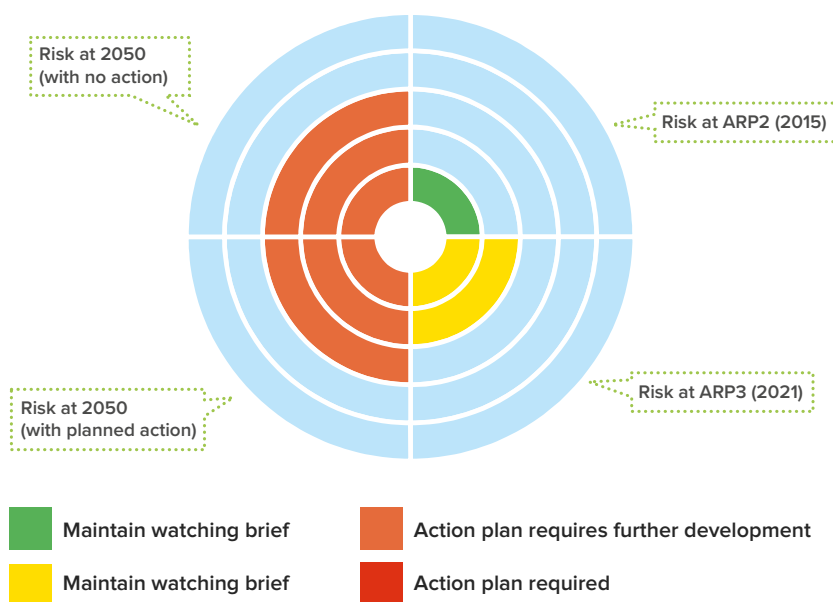 Risk at 2050
(with no action)
Risk at ARP2 (2015)
Risk at 2050
(with planned action)
Risk at ARP3 (2021)
Maintain watching brief
Action plan requires further development
Maintain watching brief
Action plan required